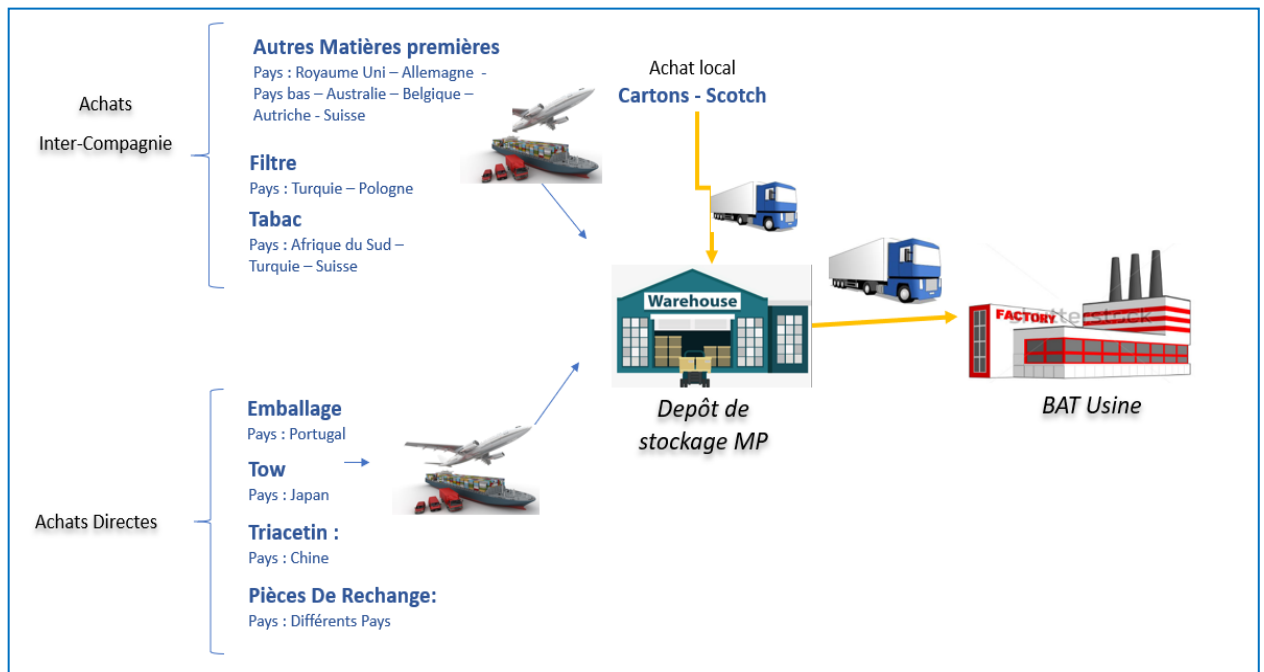 Achats
Inter-Compagnie
Autres Matières premières
Pays : Royaume Uni – Allemagne -
Pays bas – Australie – Belgique –
Autriche - Suisse
Filtre
Pays : Turquie – Pologne
Tabac
Pays : Afrique du Sud –
Turquie – Suisse
Achat local
Cartons - Scotch
Warehouse
Depôt de
stockage MP
FACTORY
shutterstock
BAT Usine
Achats Directes
Emballage
Pays : Portugal
Tow
Pays : Japan
Triacetin :
Pays : Chine
Pièces De Rechange:
Pays : Différents Pays